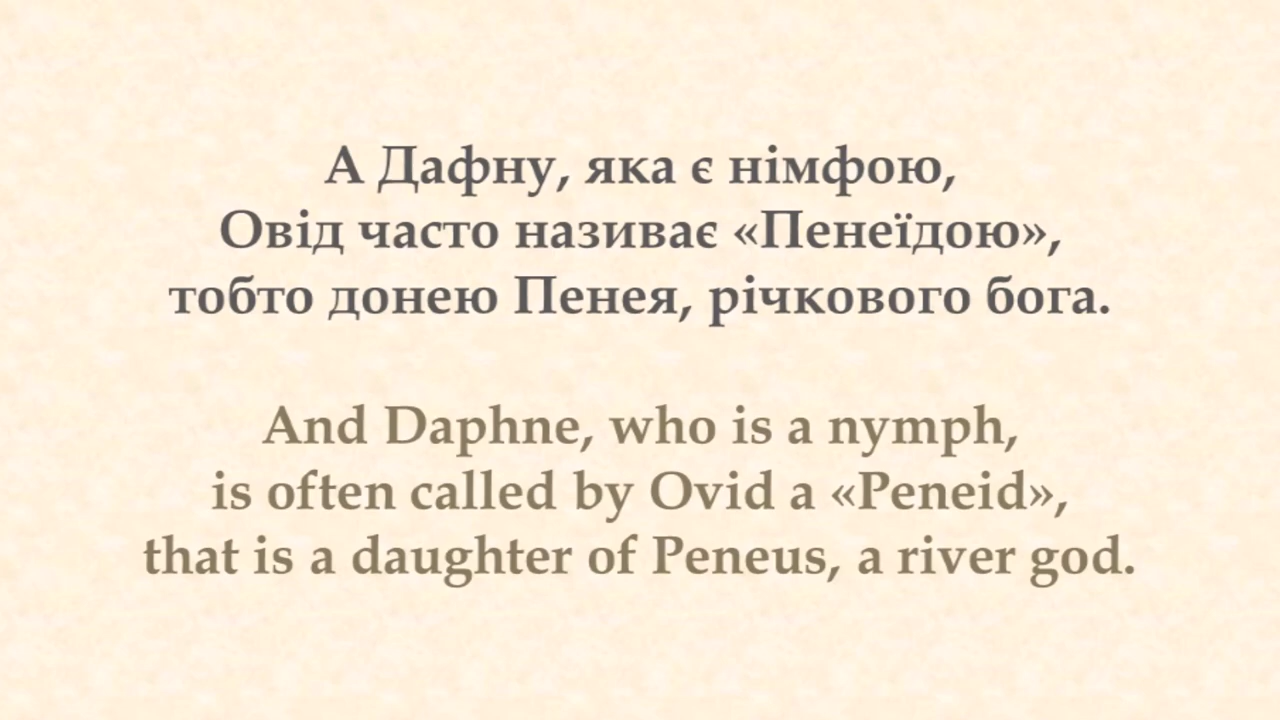 А Дафну, яка є німфою,
Овід часто називає «Пенеїдою»,
тобто донею Пенея, річкового бога.
And Daphne, who is a nymph,
is often called by Ovid a «Peneid»,
that is a daughter of Peneus, a river god.